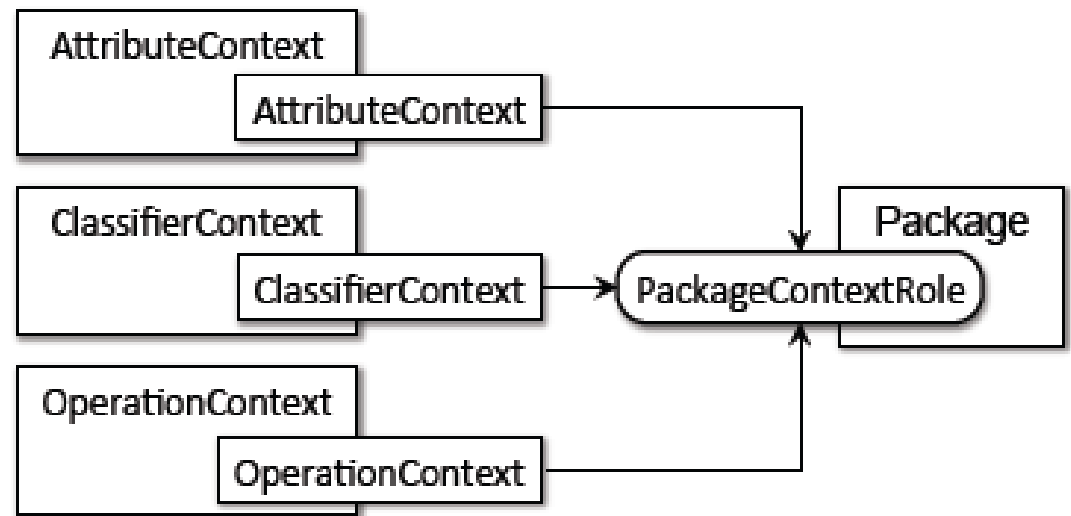 AttributeContext
AttributeContext
ClassifierContext
ClassifierContext
OperationContext
OperationContext
Package
PackageContextRole